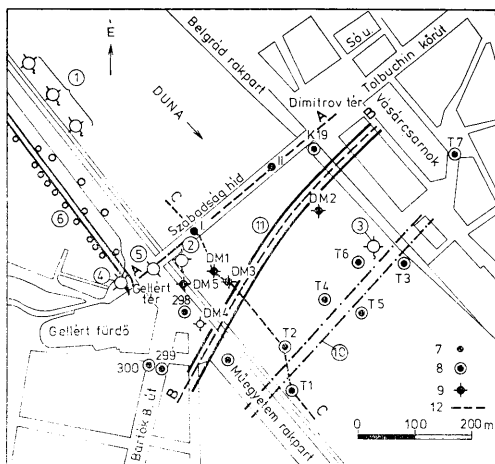 E
1
Belgrád rakpart
Só u.
Tolbuchin körút
DUNA
Dimitrov tér
A
B
Vásárcsarnok
K19
T7
II
C
Szabadság híd
DM2
6
11
I
3
5
2
A
DM1
T6
4
DM3
T3
Gellért tér
DM5
298
T4
T5
DM4
Gellért fürdő
T2
7
10
8
300
299
T1
9
B
Műegyetem rakpart
C
12
Bartók B. út
0 100 200 m